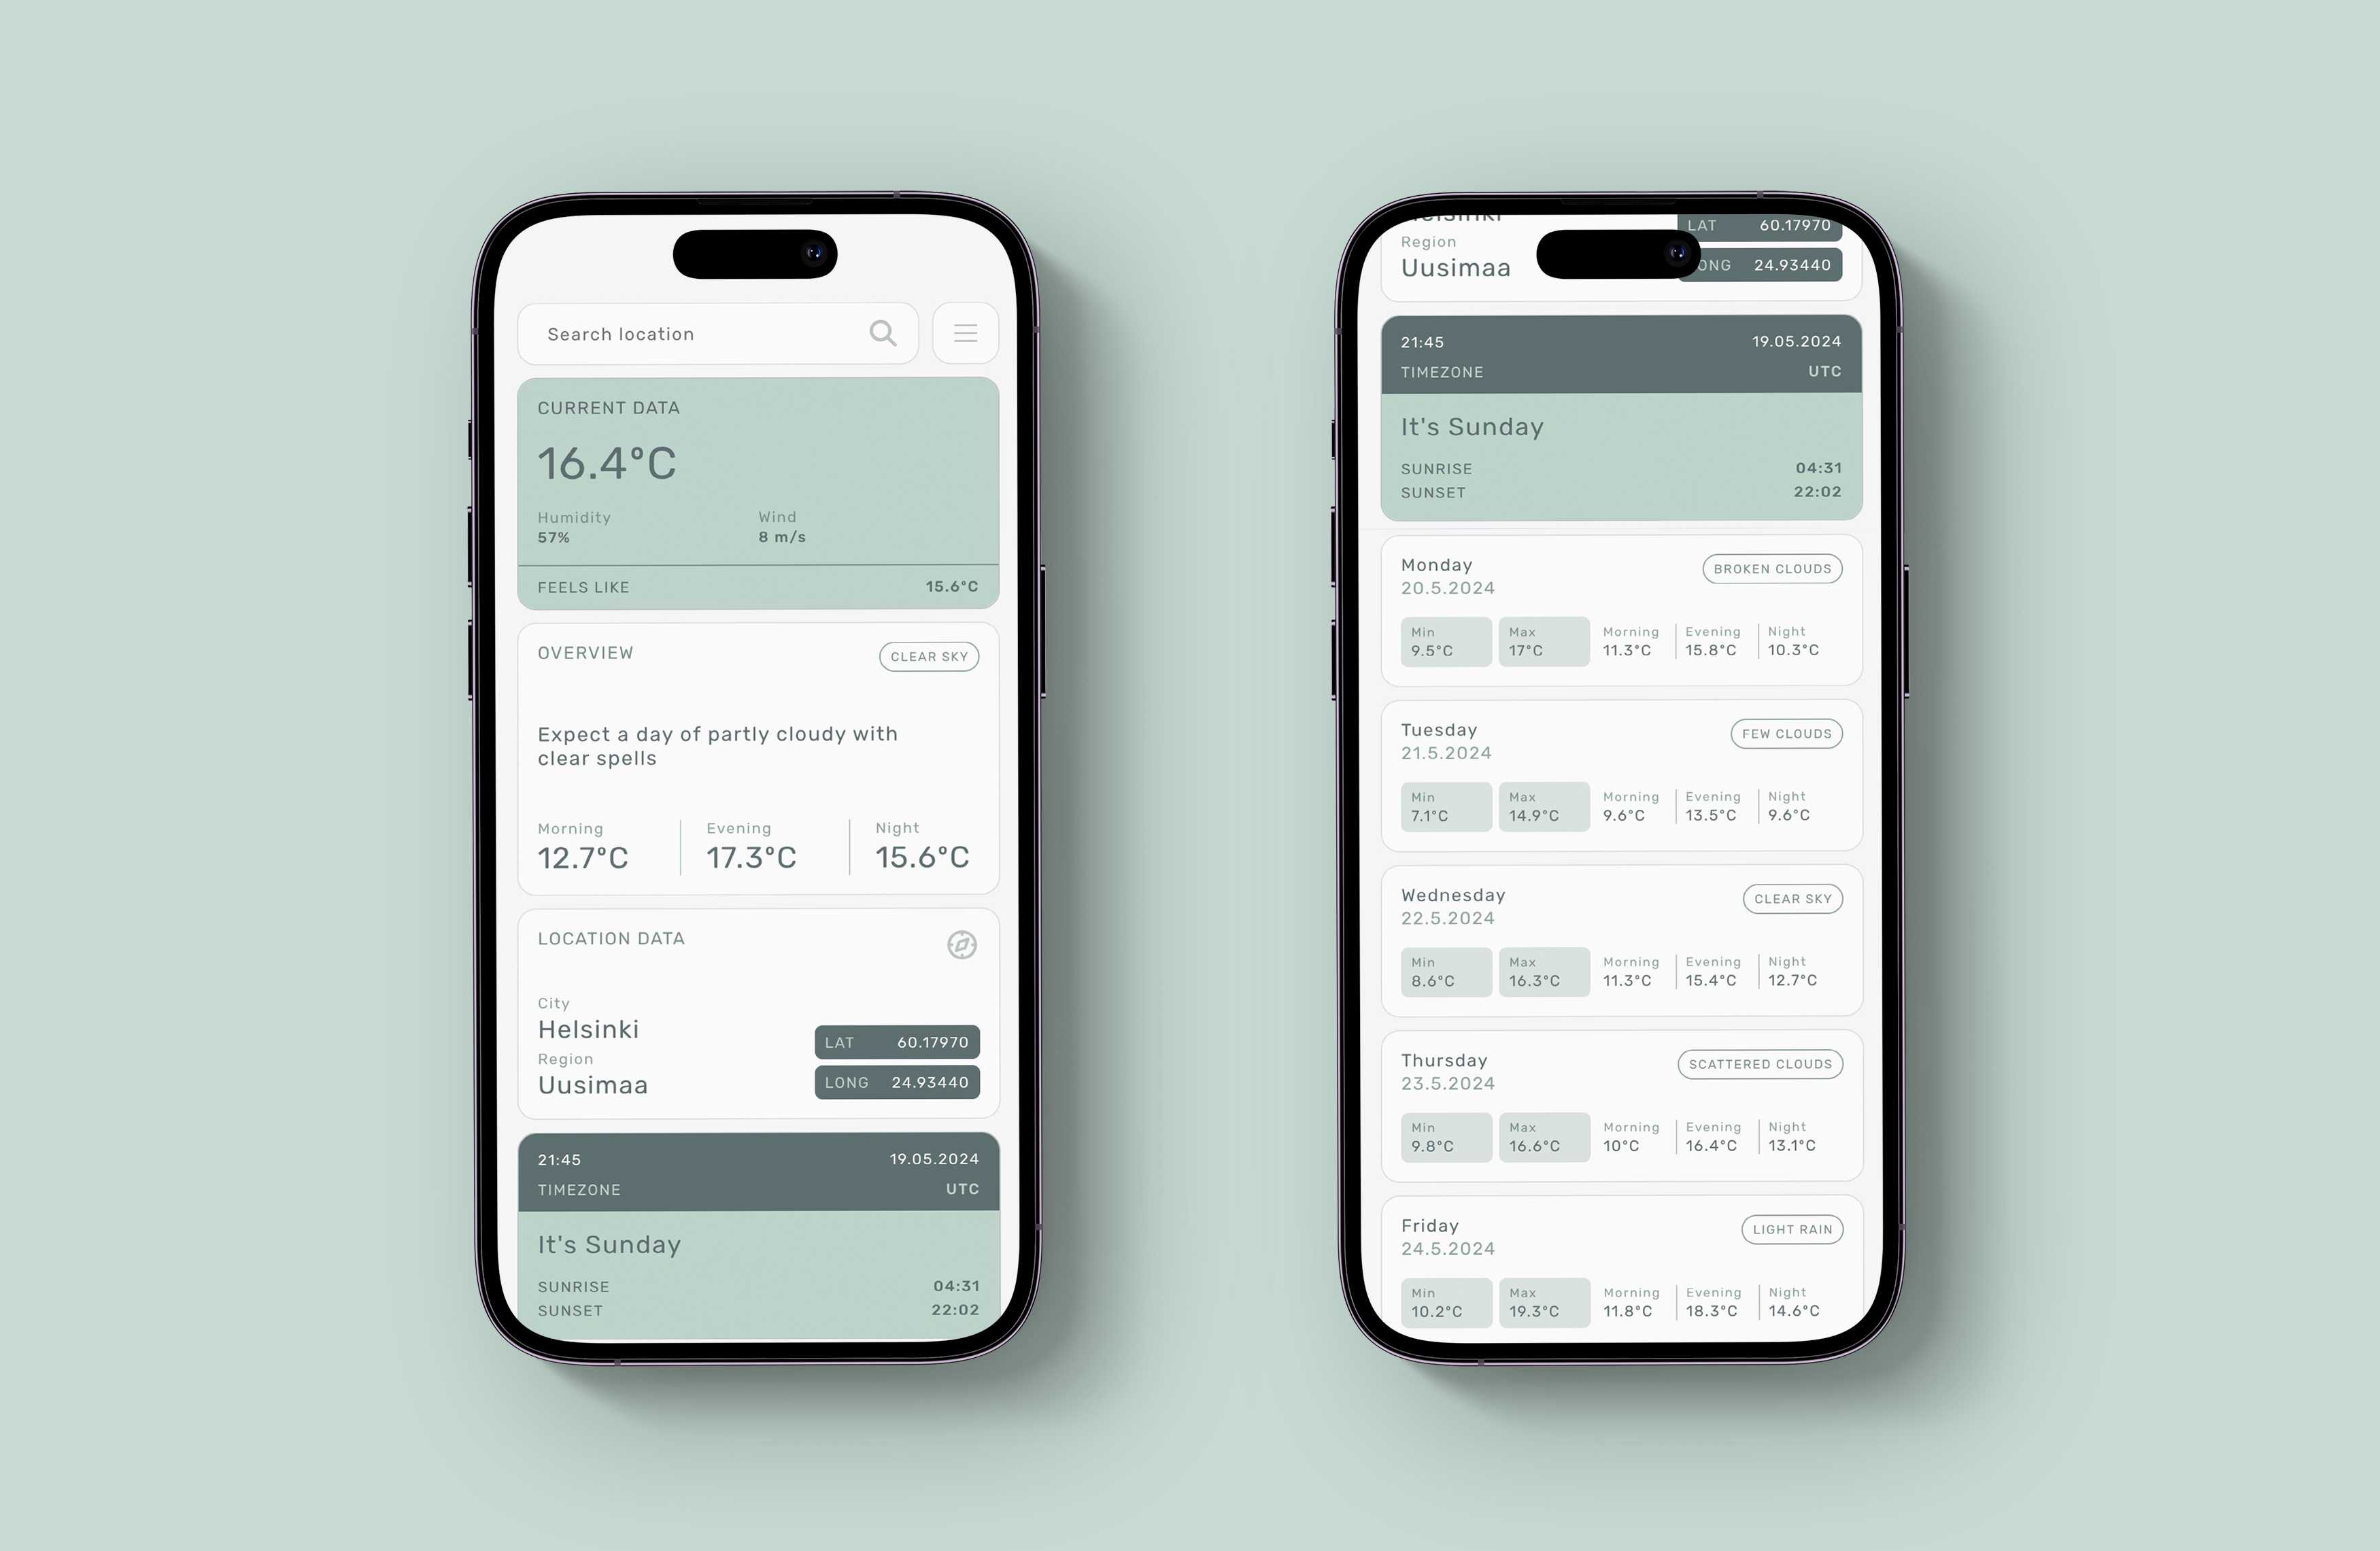 Search location
CURRENT DATA
16.4°C
Humidity Wind
57% 8 m/s
FEELS LIKE 15.6°C
OVERVIEW CLEAR SKY
Expect a day of partly cloudy with
clear spells
Morning Evening Night
12.7°C 17.3°C 15.6°C
LOCATION DATA
City
Helsinki
Region
Uusimaa
LAT 60.17970
LONG 24.93440
21:45 19.05.2024
TIMEZONE UTC
It's Sunday
SUNRISE 04:31
SUNSET 22:02
LAT 60.17970
Region
Uusimaa
24.93440
21:45 19.05.2024
TIMEZONE UTC
It's Sunday
SUNRISE 04:31
SUNSET 22:02
Monday BROKEN CLOUDS
20.5.2024
Min Max Morning Evening Night
9.5°C 17°C 11.3°C 15.8°C 10.3°C
Tuesday FEW CLOUDS
21.5.2024
Min Max Morning Evening Night
7.1°C 14.9°C 9.6°C 13.5°C 9.6°C
Wednesday CLEAR SKY
22.5.2024
Min Max Morning Evening Night
8.6°C 16.3°C 11.3°C 15.4°C 12.7°C
Thursday SCATTERED CLOUDS
23.5.2024
Min Max Morning Evening Night
9.8°C 16.6°C 10°C 16.4°C 13.1°C
Friday LIGHT RAIN
24.5.2024
Min Max Morning Evening Night
10.2°C 19.3°C 11.8°C 18.3°C 14.6°C